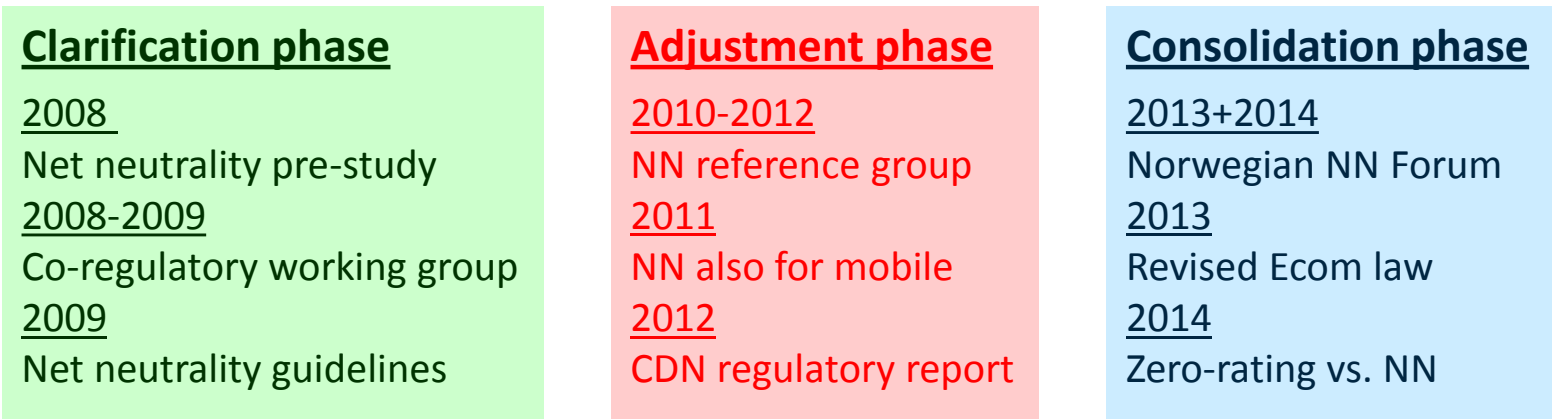 Clarification phase
2008
Net neutrality pre-study
2008-2009
Co-regulatory working group
2009
Net neutrality guidelines
Adjustment phase
2010-2012
NN reference group
2011
NN also for mobile
2012
CDN regulatory report
Consolidation phase
2013+2014
Norwegian NN Forum
2013
Revised Ecom law
2014
Zero-rating vs. NN